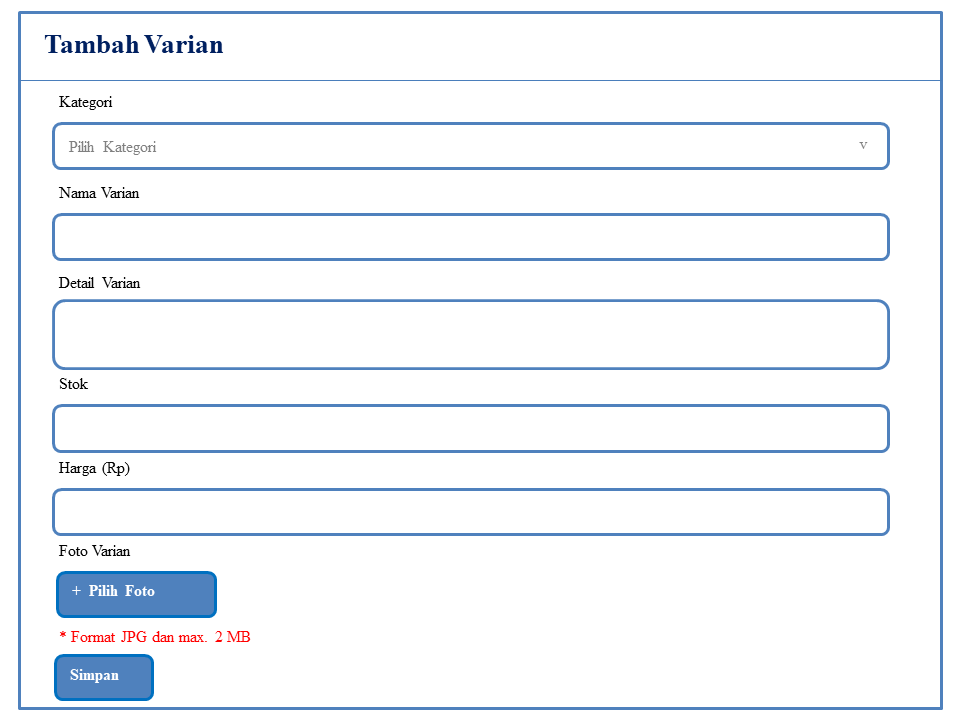 Tambah Varian
Kategori
Pilih Kategori v
Nama Varian
Detail Varian
Stok
Harga (Rp)
Foto Varian
+ Pilih Foto
* Format JPG dan max. 2 MB
Simpan